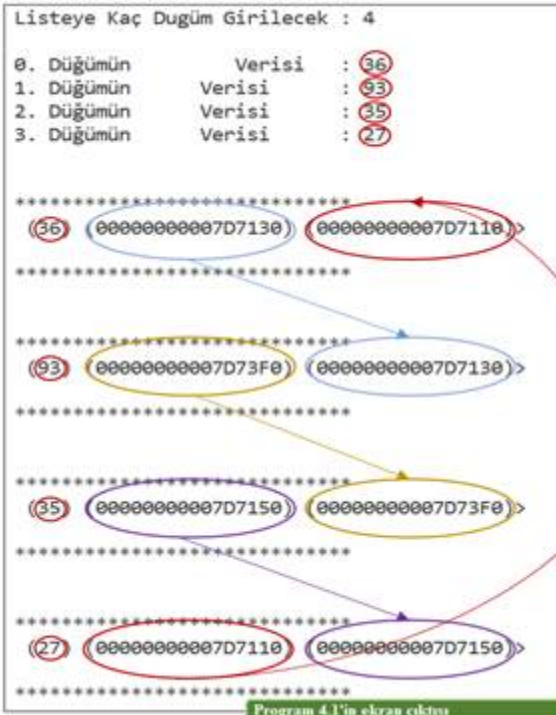 Listeye Kaç Dugüm Girilecek : 4
0. Düğümün Verisi : 36
1. Düğümün Verisi : 93
2. Düğümün Verisi : 35
3. Düğümün Verisi : 27
*****************************
(36) (00000000007D7130) (00000000007D7110)>
*****************************
*****************************
(93) (00000000007D73F0) (00000000007D7130)>
*****************************
*****************************
(35) (00000000007D7150) (00000000007D73F0)>
*****************************
*****************************
(27) (00000000007D7110) (00000000007D7150)>
*****************************
Program 4.1'in ekran çıktısı